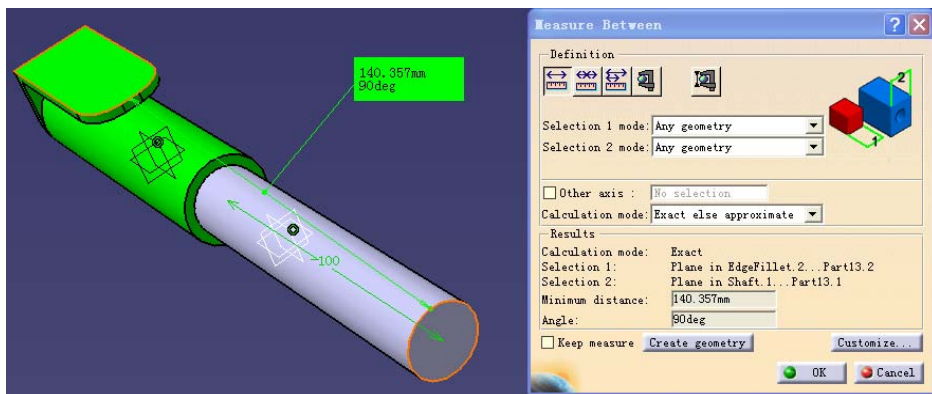 140.357mm
90deg
-100
Measure Between
Definition
2
1
Selection 1 mode: Any geometry
Selection 2 mode: Any geometry
Other axis : No selection
Calculation mode: Exact else approximate
Results
Calculation mode: Exact
Selection 1: Plane in EdgeFillet.2...Part13.2
Selection 2: Plane in Shaft.1...Part13.1
Minimum distance: 140.357mm
Angle: 90deg
Keep measure Create geometry Customize...
OK Cancel